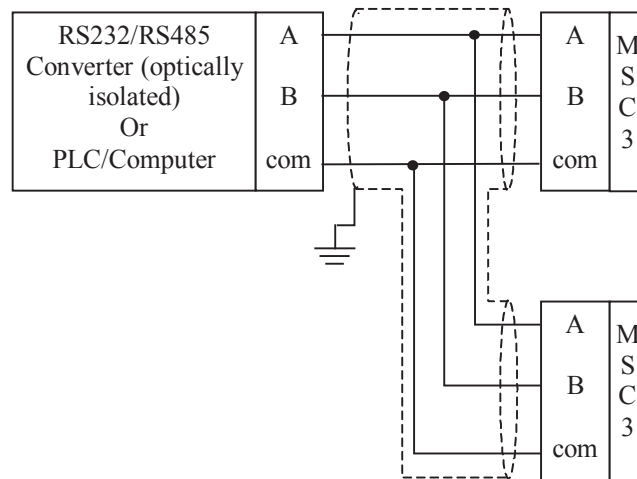 RS232/RS485
Converter (optically
isolated)
Or
PLC/Computer
A
B
com
A
B
com
M
S
C
3
A
B
com
M
S
C
3